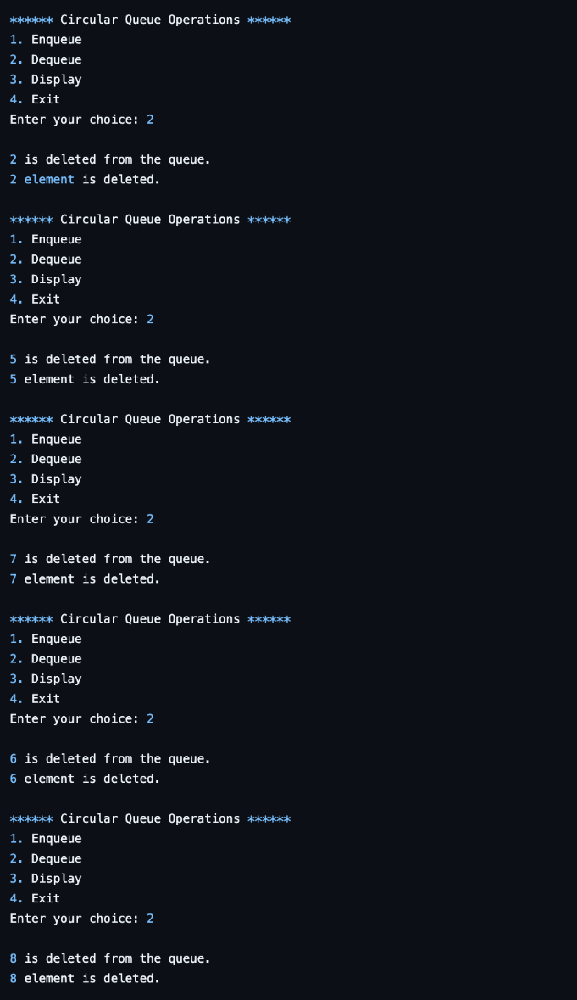 ****** Circular Queue Operations ******
1. Enqueue
2. Dequeue
3. Display
4. Exit
Enter your choice: 2
2 is deleted from the queue.
2 element is deleted.
****** Circular Queue Operations ******
1. Enqueue
2. Dequeue
3. Display
4. Exit
Enter your choice: 2
5 is deleted from the queue.
5 element is deleted.
****** Circular Queue Operations ******
1. Enqueue
2. Dequeue
3. Display
4. Exit
Enter your choice: 2
7 is deleted from the queue.
7 element is deleted.
****** Circular Queue Operations ******
1. Enqueue
2. Dequeue
3. Display
4. Exit
Enter your choice: 2
6 is deleted from the queue.
6 element is deleted.
****** Circular Queue Operations ******
1. Enqueue
2. Dequeue
3. Display
4. Exit
Enter your choice: 2
8 is deleted from the queue.
8 element is deleted.